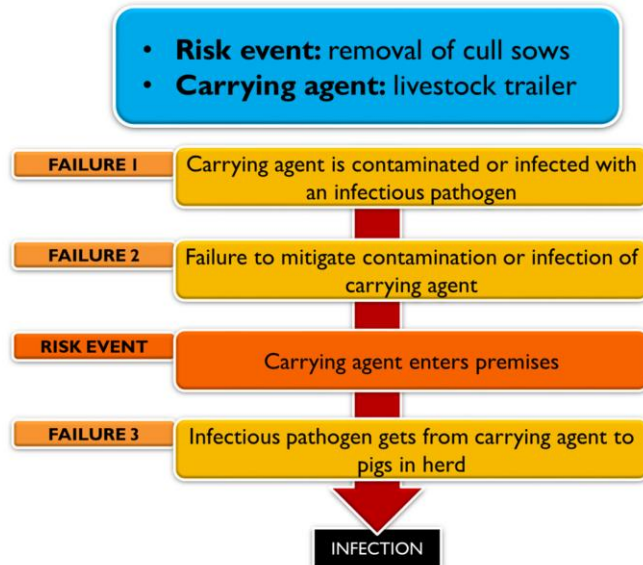 • Risk event: removal of cull sows
• Carrying agent: livestock trailer
FAILURE 1
Carrying agent is contaminated or infected with
an infectious pathogen
FAILURE 2
Failure to mitigate contamination or infection of
carrying agent
RISK EVENT
Carrying agent enters premises
FAILURE 3
Infectious pathogen gets from carrying agent to
pigs in herd
INFECTION